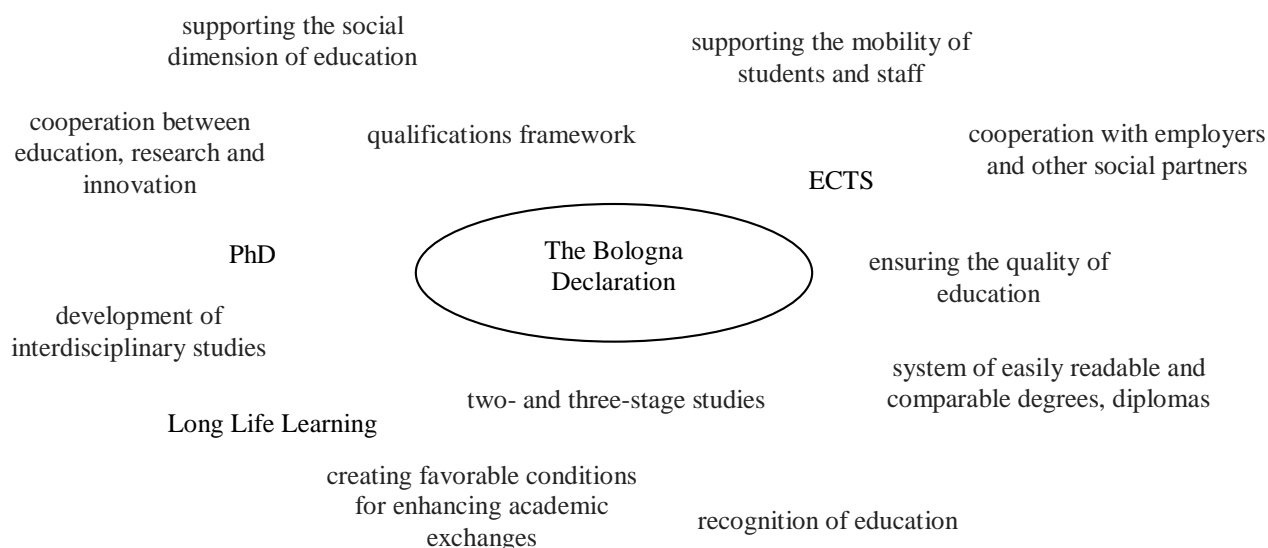 supporting the social
dimension of education
supporting the mobility of
students and staff
cooperation between
education, research and
innovation
qualifications framework
cooperation with employers
and other social partners
ECTS
PhD
The Bologna
Declaration
ensuring the quality of
education
development of
interdisciplinary studies
two- and three-stage studies
system of easily readable and
comparable degrees, diplomas
Long Life Learning
creating favorable conditions
for enhancing academic
exchanges
recognition of education